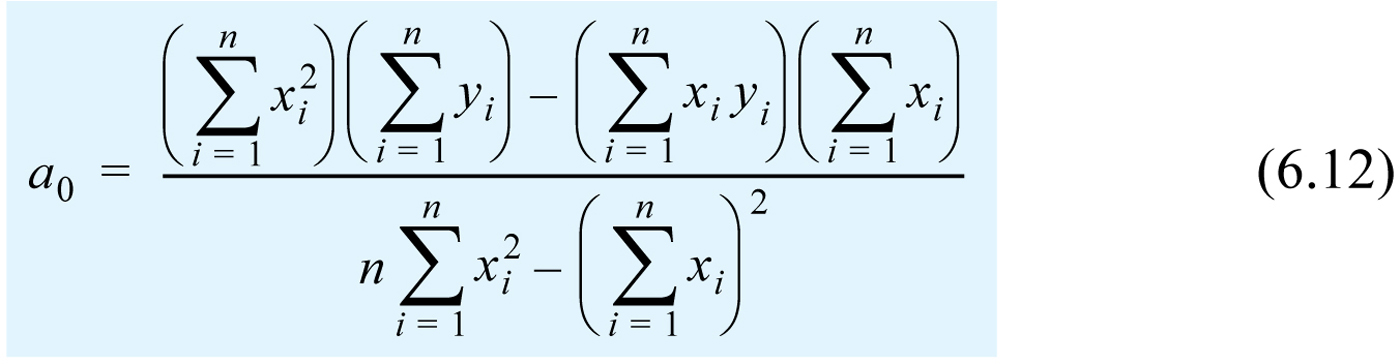 a_0 = \frac{\left(\sum_{i=1}^{n} x_i^2\right)\left(\sum_{i=1}^{n} y_i\right) - \left(\sum_{i=1}^{n} x_i y_i\right)\left(\sum_{i=1}^{n} x_i\right)}{n\sum_{i=1}^{n} x_i^2 - \left(\sum_{i=1}^{n} x_i\right)^2} (6.12)